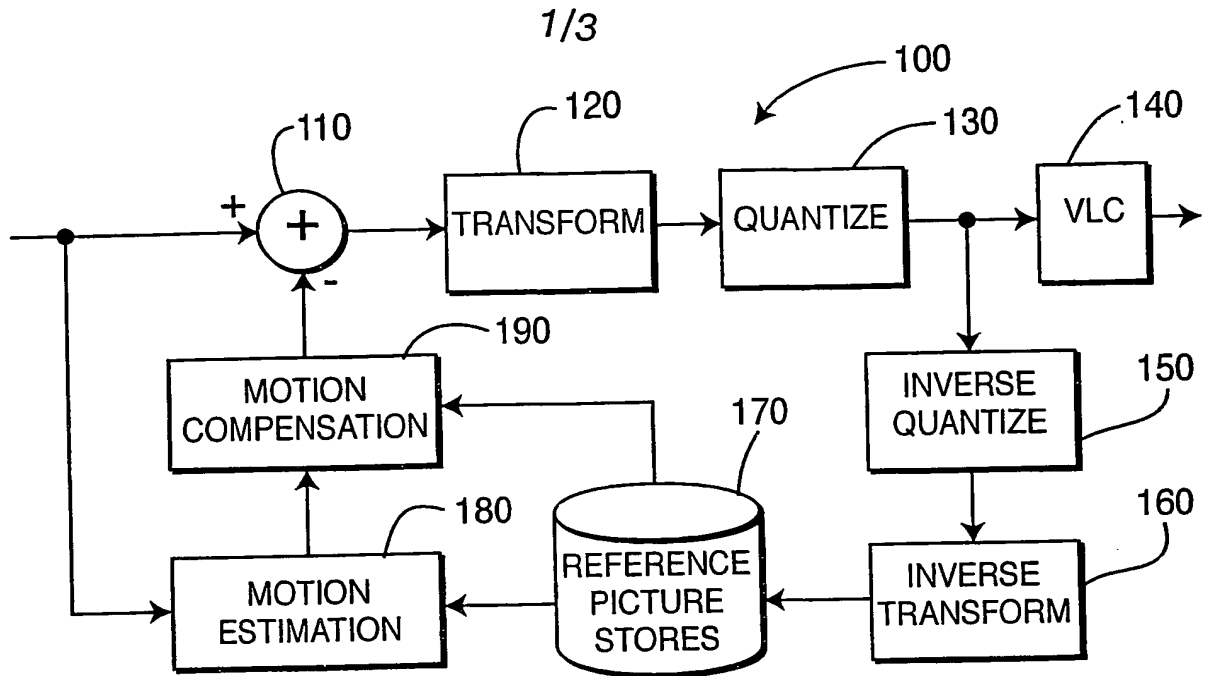 1/3
100
110
120
130
140
+
+
-
TRANSFORM
QUANTIZE
VLC
190
MOTION
COMPENSATION
INVERSE
QUANTIZE
150
170
180
160
MOTION
ESTIMATION
REFERENCE
PICTURE
STORES
INVERSE
TRANSFORM